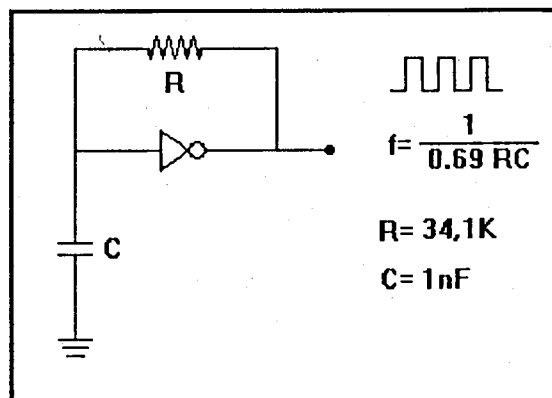 R
C
f= 1
0.69 RC
R= 34,1K
C= 1nF